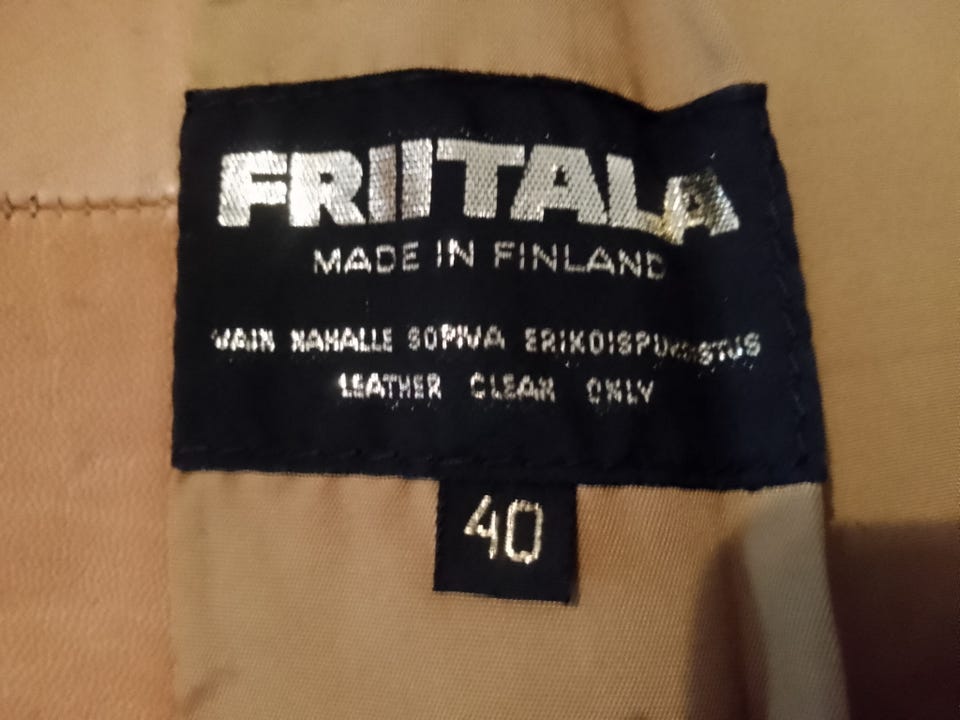 FRIITALA
MADE IN FINLAND
VAIN NAHALLE SOPIVA ERIKOISPUHDISTUS
LEATHER CLEAN ONLY
40